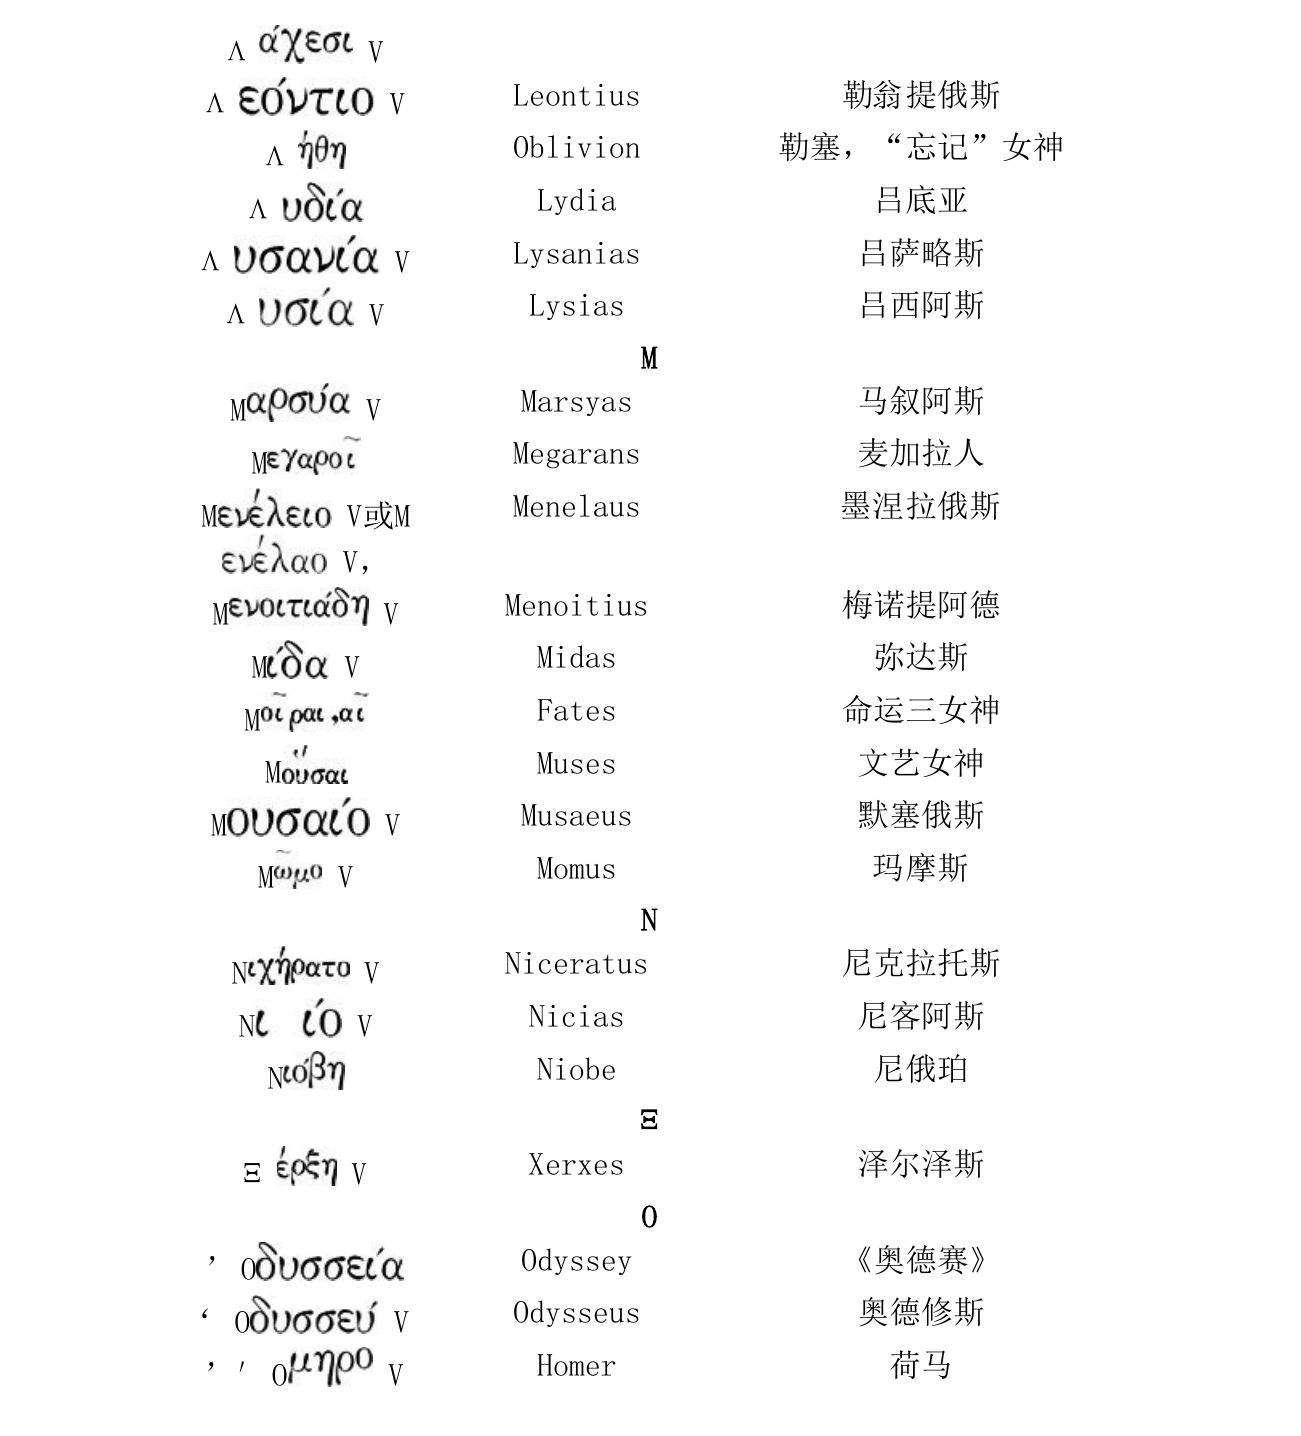 Λ άχεσι V
Λ εόντιο V Leontius 勒翁提俄斯
Λ ήθη Oblivion 勒塞，“忘记”女神
Λ υδία Lydia 吕底亚
Λ υσανία V Lysanias 吕萨略斯
Λ υσία V Lysias 吕西阿斯
M
Mαρσύα V Marsyas 马叙阿斯
Mεγαροῖ Megarans 麦加拉人
Mενέλειο V或M Menelaus 墨涅拉俄斯
ενέλαο V，
Mενοιτιάδη V Menoitius 梅诺提阿德
Mίδα V Midas 弥达斯
Mοῖραι,αῖ Fates 命运三女神
Mοὕσαι Muses 文艺女神
Mουσαίο V Musaeus 默塞俄斯
Mῶμο V Momus 玛摩斯
N
Nιχήρατο V Niceratus 尼克拉托斯
Nι ίο V Nicias 尼客阿斯
Nιόβη Niobe 尼俄珀
Ξ
Ξ έρξη V Xerxes 泽尔泽斯
O
’ Oδυσσεία Odyssey 《奥德赛》
‘ Oδυσσεύ V Odysseus 奥德修斯
’ ′ Oμηρο V Homer 荷马